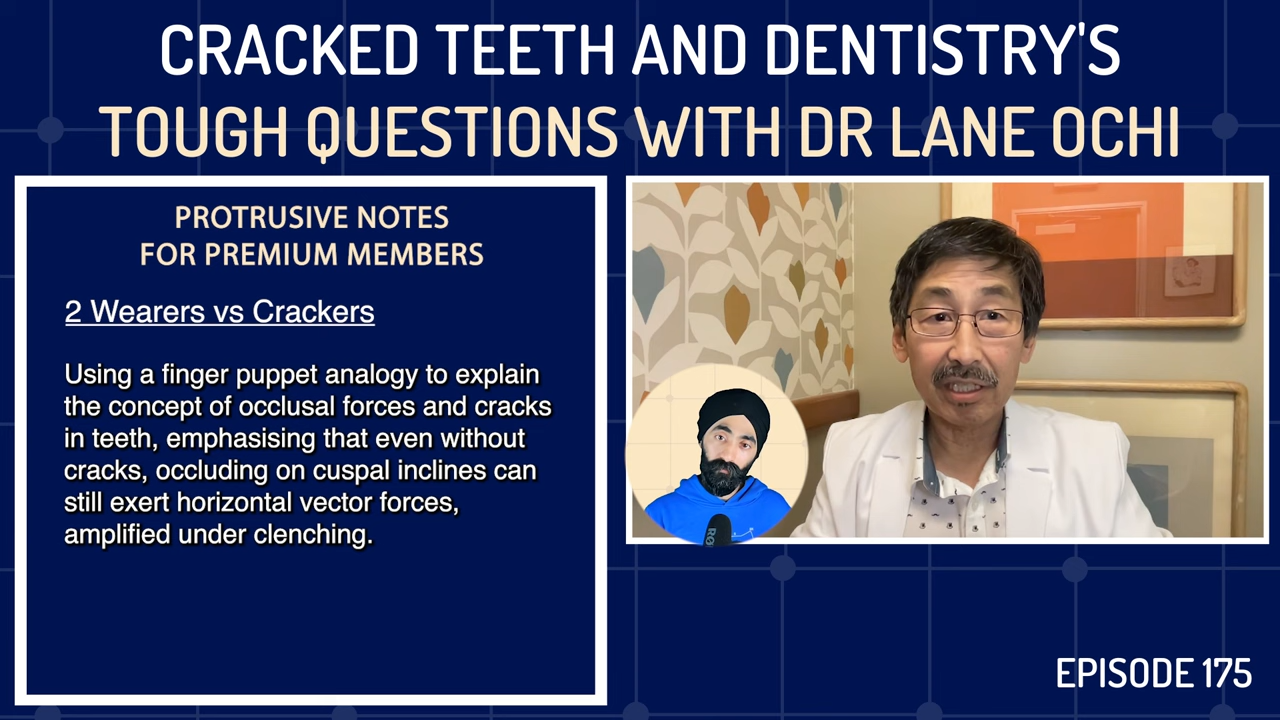 CRACKED TEETH AND DENTISTRY'S
TOUGH QUESTIONS WITH DR LANE OCHI
PROTRUSIVE NOTES
FOR PREMIUM MEMBERS
2 Wearers vs Crackers
Using a finger puppet analogy to explain
the concept of occlusal forces and cracks
in teeth, emphasising that even without
cracks, occluding on cuspal inclines can
still exert horizontal vector forces,
amplified under clenching.
EPISODE 175